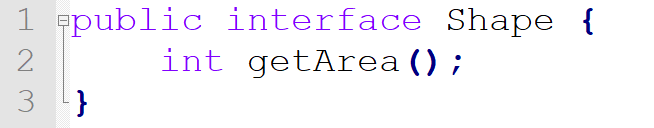 1 public interface Shape {
2     int getArea();
3 }